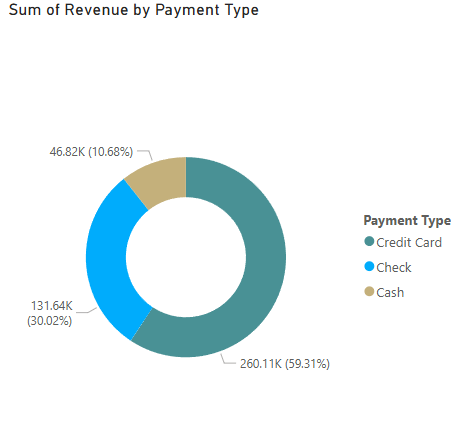 Sum of Revenue by Payment Type
46.82K (10.68%)
Payment Type
Credit Card
Check
Cash
131.64K
(30.02%)
260.11K (59.31%)